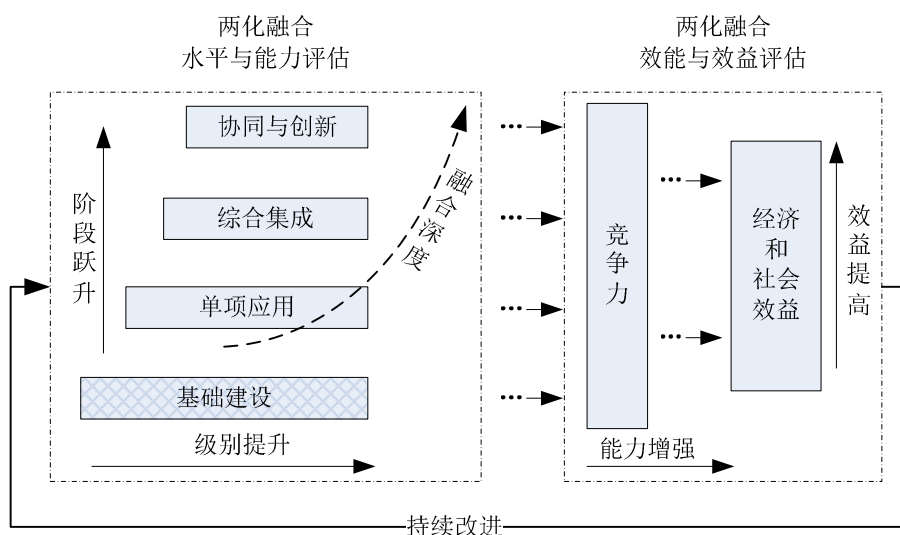 两化融合
水平与能力评估
两化融合
效能与效益评估
协同与创新
综合集成
单项应用
基础建设
阶段跃升
融合深度
级别提升
竞争力
经济
和
社会
效益
效益提高
能力增强
持续改进